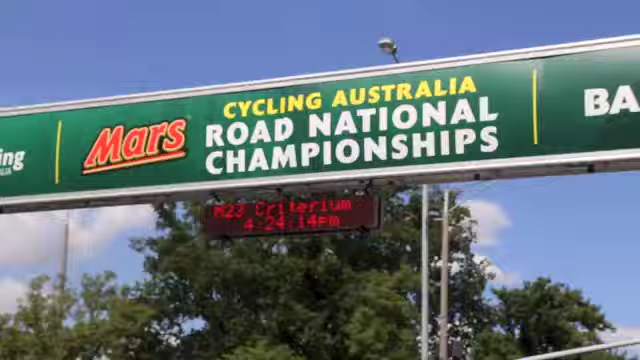 ing
Mars
CYCLING AUSTRALIA
ROAD NATIONAL
CHAMPIONSHIPS
BA
M23 Criterium
4:24:14pm